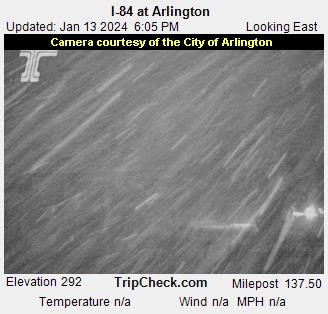 I-84 at Arlington
Updated: Jan 13 2024 6:05 PM Looking East
Camera courtesy of the City of Arlington
Elevation 292 TripCheck.com Milepost 137.50
Temperature n/a Wind n/a MPH n/a